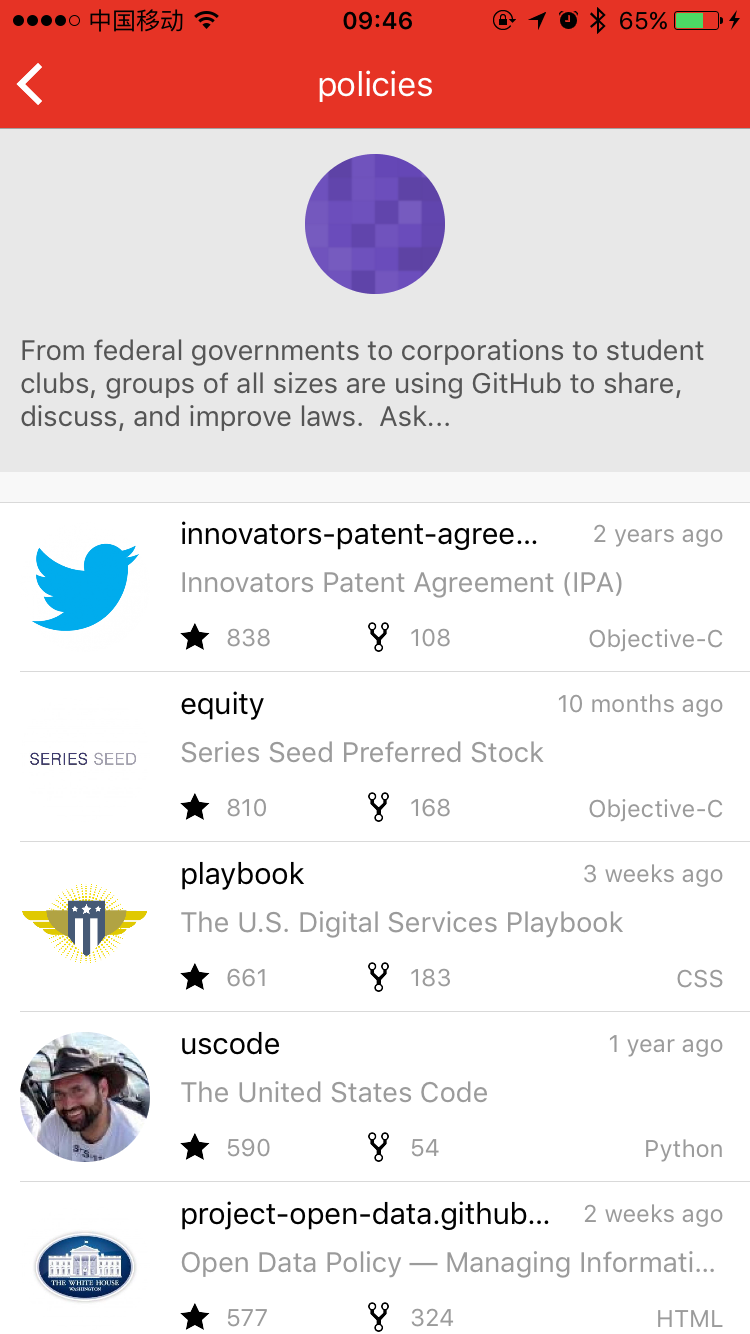 中国移动
09:46
65%
policies
From federal governments to corporations to student
clubs, groups of all sizes are using GitHub to share,
discuss, and improve laws.  Ask...
innovators-patent-agree...
2 years ago
Innovators Patent Agreement (IPA)
838
108
Objective-C
SERIES SEED
equity
10 months ago
Series Seed Preferred Stock
810
168
Objective-C
playbook
3 weeks ago
The U.S. Digital Services Playbook
661
183
CSS
uscode
1 year ago
The United States Code
590
54
Python
THE WHITE HOUSE
WASHINGTON
project-open-data.github...
2 weeks ago
Open Data Policy — Managing Informati...
577
324
HTML